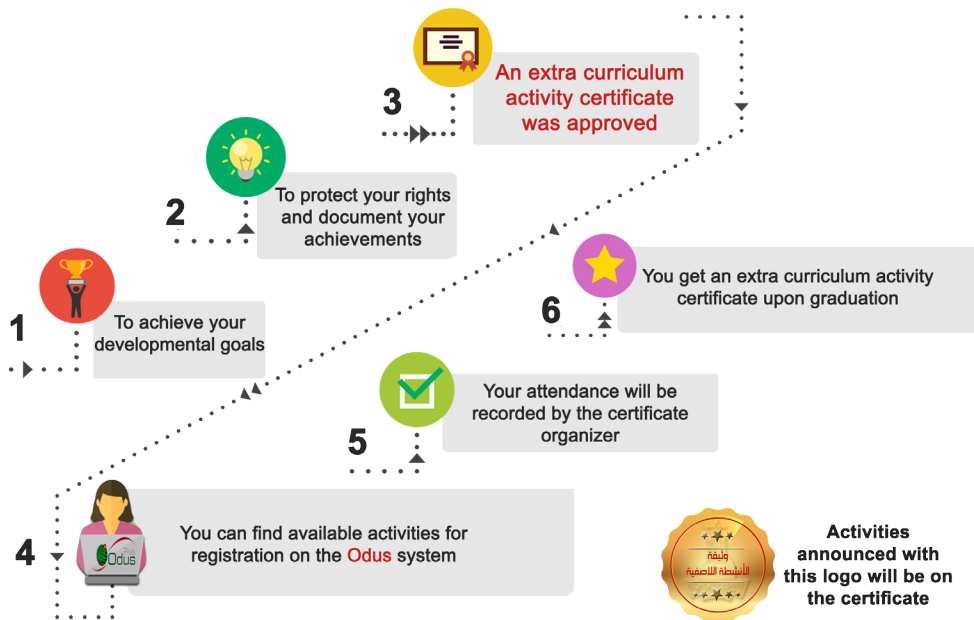 1
To achieve your
developmental goals
2
To protect your rights
and document your
achievements
3
An extra curriculum
activity certificate
was approved
4
Odus
You can find available activities for
registration on the Odus system
5
Your attendance will be
recorded by the certificate
organizer
6
You get an extra curriculum activity
certificate upon graduation
وثيقة
الأنشطة اللاصفية
Activities
announced with
this logo will be on
the certificate